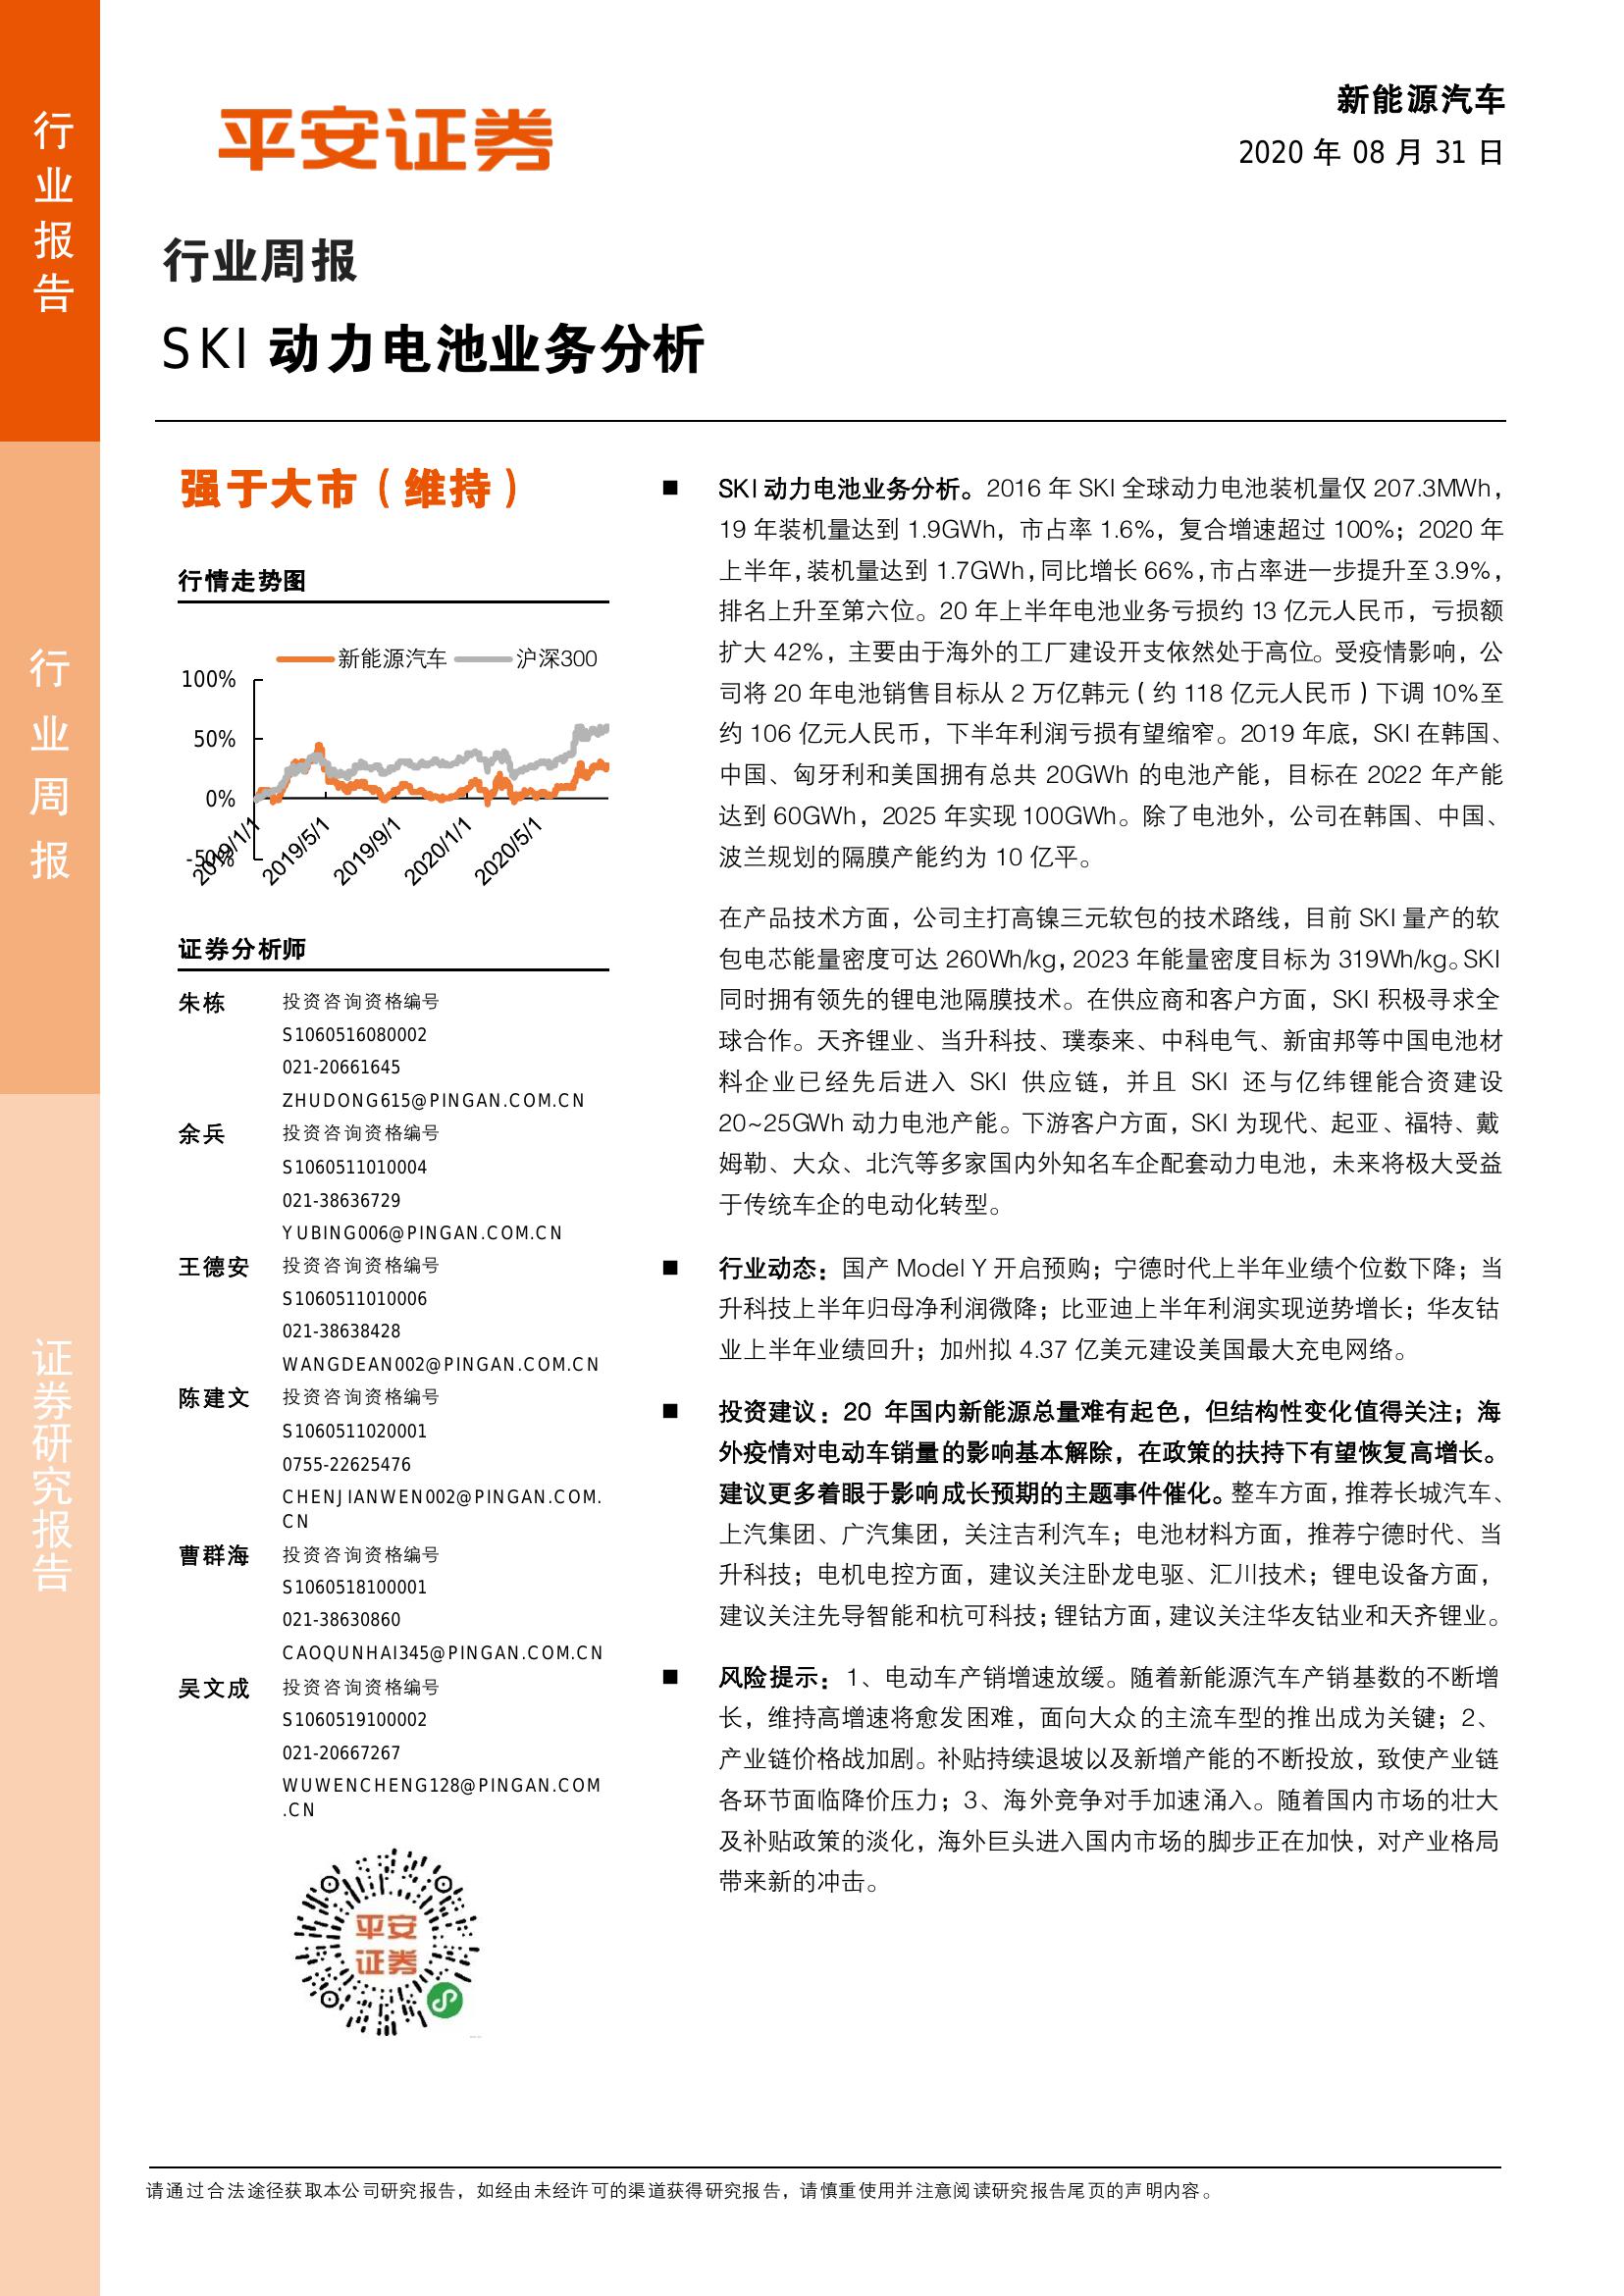 行业报告
行业周报
证券研究报告
平安证券
新能源汽车
2020 年 08 月 31 日
行业周报
SKI 动力电池业务分析
强于大市（维持）
行情走势图
新能源汽车 沪深300
100%
50%
0%
-50%
2019/1/1 2019/5/1 2019/9/1 2020/1/1 2020/5/1
证券分析师
朱栋 投资咨询资格编号
S1060516080002
021-20661645
ZHUDONG615@PINGAN.COM.CN
余兵 投资咨询资格编号
S1060511010004
021-38636729
YUBING006@PINGAN.COM.CN
王德安 投资咨询资格编号
S1060511010006
021-38638428
WANGDEAN002@PINGAN.COM.CN
陈建文 投资咨询资格编号
S1060511020001
0755-22625476
CHENJIANWEN002@PINGAN.COM.
CN
曹群海 投资咨询资格编号
S1060518100001
021-38630860
CAOQUNHAI345@PINGAN.COM.CN
吴文成 投资咨询资格编号
S1060519100002
021-20667267
WUWENCHENG128@PINGAN.COM
.CN
平安
证券
■ SKI 动力电池业务分析。2016 年 SKI 全球动力电池装机量仅 207.3MWh，
19 年装机量达到 1.9GWh，市占率 1.6%，复合增速超过 100%；2020 年
上半年，装机量达到 1.7GWh，同比增长 66%，市占率进一步提升至 3.9%，
排名上升至第六位。20 年上半年电池业务亏损约 13 亿元人民币，亏损额
扩大 42%，主要由于海外的工厂建设开支依然处于高位。受疫情影响，公
司将 20 年电池销售目标从 2 万亿韩元（约 118 亿元人民币）下调 10%至
约 106 亿元人民币，下半年利润亏损有望缩窄。2019 年底，SKI 在韩国、
中国、匈牙利和美国拥有总共 20GWh 的电池产能，目标在 2022 年产能
达到 60GWh，2025 年实现 100GWh。除了电池外，公司在韩国、中国、
波兰规划的隔膜产能约为 10 亿平。
在产品技术方面，公司主打高镍三元软包的技术路线，目前 SKI 量产的软
包电芯能量密度可达 260Wh/kg，2023 年能量密度目标为 319Wh/kg。SKI
同时拥有领先的锂电池隔膜技术。在供应商和客户方面，SKI 积极寻求全
球合作。天齐锂业、当升科技、璞泰来、中科电气、新宙邦等中国电池材
料企业已经先后进入 SKI 供应链，并且 SKI 还与亿纬锂能合资建设
20~25GWh 动力电池产能。下游客户方面，SKI 为现代、起亚、福特、戴
姆勒、大众、北汽等多家国内外知名车企配套动力电池，未来将极大受益
于传统车企的电动化转型。
■ 行业动态：国产 Model Y 开启预购；宁德时代上半年业绩个位数下降；当
升科技上半年归母净利润微降；比亚迪上半年利润实现逆势增长；华友钴
业上半年业绩回升；加州拟 4.37 亿美元建设美国最大充电网络。
■ 投资建议：20 年国内新能源总量难有起色，但结构性变化值得关注；海
外疫情对电动车销量的影响基本解除，在政策的扶持下有望恢复高增长。
建议更多着眼于影响成长预期的主题事件催化。整车方面，推荐长城汽车、
上汽集团、广汽集团，关注吉利汽车；电池材料方面，推荐宁德时代、当
升科技；电机电控方面，建议关注卧龙电驱、汇川技术；锂电设备方面，
建议关注先导智能和杭可科技；锂钴方面，建议关注华友钴业和天齐锂业。
■ 风险提示：1、电动车产销增速放缓。随着新能源汽车产销基数的不断增
长，维持高增速将愈发困难，面向大众的主流车型的推出成为关键；2、
产业链价格战加剧。补贴持续退坡以及新增产能的不断投放，致使产业链
各环节面临降价压力；3、海外竞争对手加速涌入。随着国内市场的壮大
及补贴政策的淡化，海外巨头进入国内市场的脚步正在加快，对产业格局
带来新的冲击。
请通过合法途径获取本公司研究报告，如经由未经许可的渠道获得研究报告，请慎重使用并注意阅读研究报告尾页的声明内容。